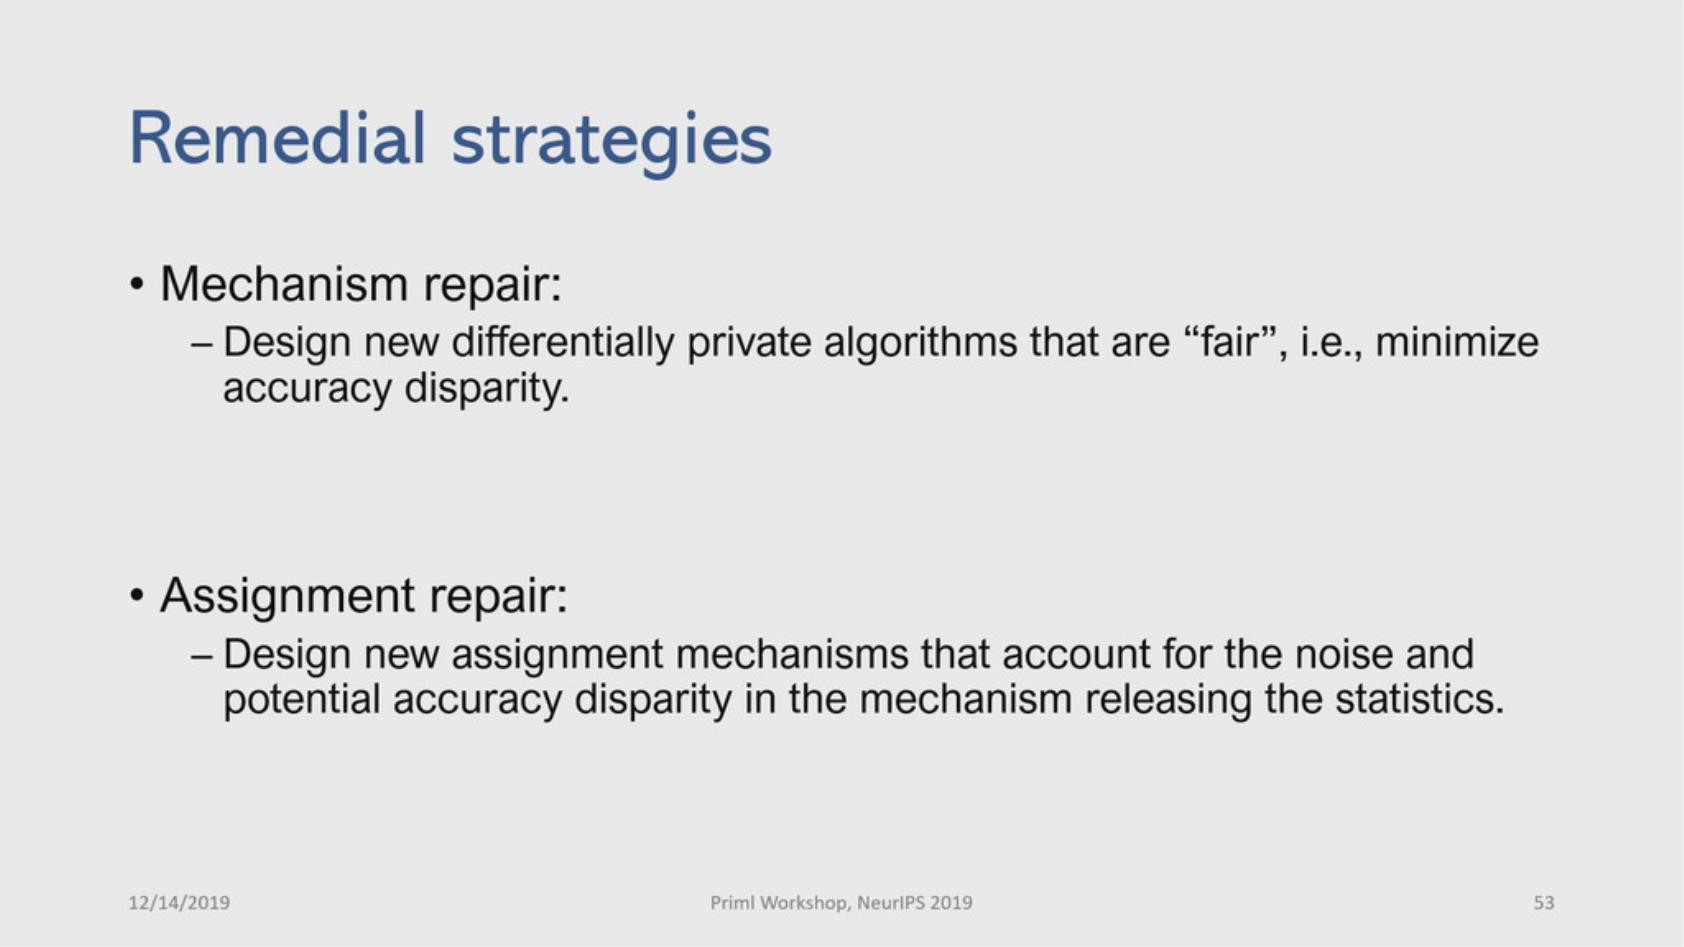 Remedial strategies
• Mechanism repair:
– Design new differentially private algorithms that are “fair”, i.e., minimize
accuracy disparity.
• Assignment repair:
– Design new assignment mechanisms that account for the noise and
potential accuracy disparity in the mechanism releasing the statistics.
12/14/2019
Priml Workshop, NeurIPS 2019
53